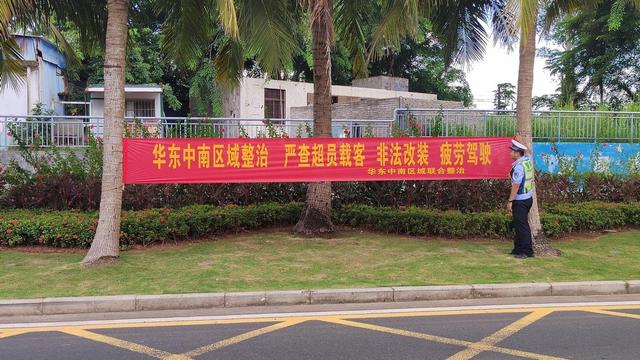 华东中南区域整治 严查超员载客 非法改装 疲劳驾驶
华东中南区域联合整治